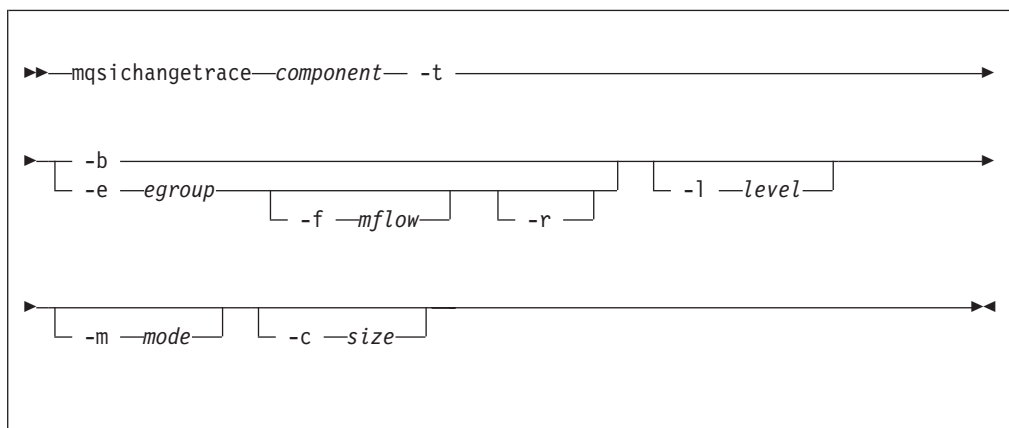 mqsichangetrace component -t
-b
-e egroup
-l level
-f mflow -r
-m mode -c size